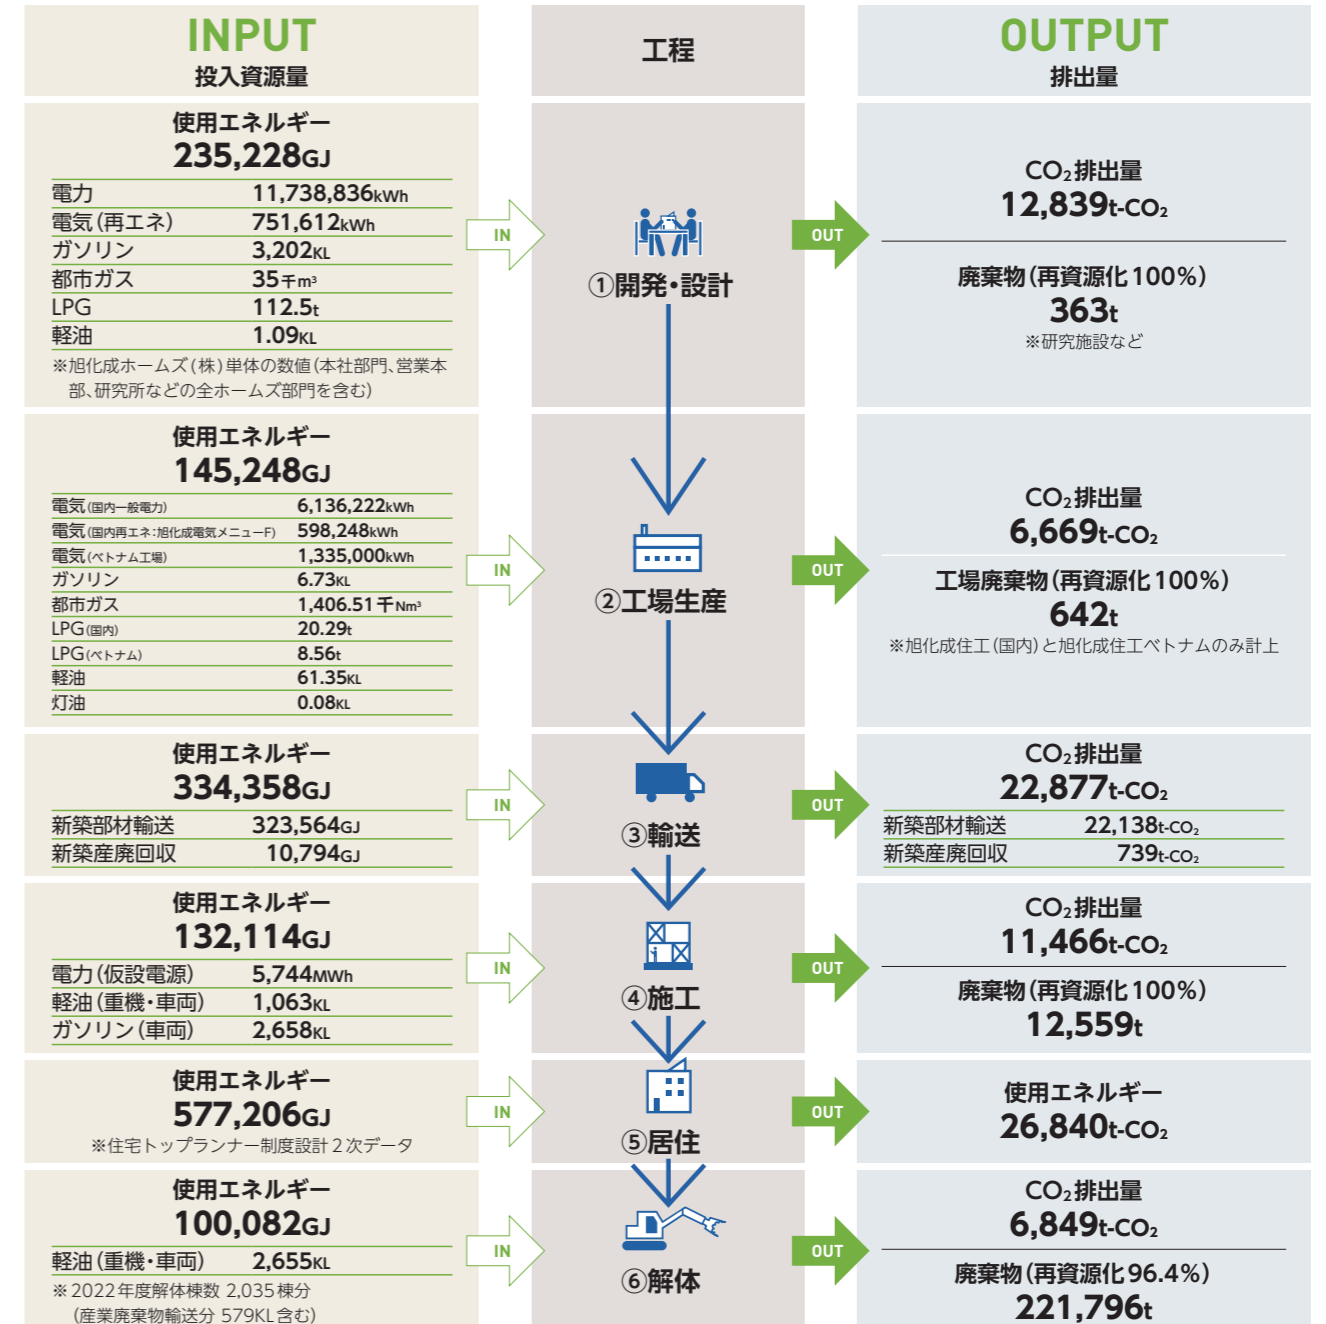 INPUT
投入資源量
工程
OUTPUT
排出量
使用エネルギー
235,228GJ
電力 11,738,836kWh
電気(再エネ) 751,612kWh
ガソリン 3,202KL
都市ガス 35千m³
LPG 112.5t
軽油 1.09KL
※旭化成ホームズ(株)単体の数値(本社部門、営業本
部、研究所などの全ホームズ部門を含む)
IN
①開発・設計
OUT
CO₂排出量
12,839t-CO₂
廃棄物(再資源化100%)
363t
※研究施設など
使用エネルギー
145,248GJ
電気(国内一般電力) 6,136,222kWh
電気(国内再エネ:旭化成電気メニューF) 598,248kWh
電気(ベトナム工場) 1,335,000kWh
ガソリン 6.73KL
都市ガス 1,406.51千Nm³
LPG(国内) 20.29t
LPG(ベトナム) 8.56t
軽油 61.35KL
灯油 0.08KL
IN
②工場生産
OUT
CO₂排出量
6,669t-CO₂
工場廃棄物(再資源化100%)
642t
※旭化成住工(国内)と旭化成住工ベトナムのみ計上
使用エネルギー
334,358GJ
新築部材輸送 323,564GJ
新築産廃回収 10,794GJ
IN
③輸送
OUT
CO₂排出量
22,877t-CO₂
新築部材輸送 22,138t-CO₂
新築産廃回収 739t-CO₂
使用エネルギー
132,114GJ
電力(仮設電源) 5,744MWh
軽油(重機・車両) 1,063KL
ガソリン(車両) 2,658KL
IN
④施工
OUT
CO₂排出量
11,466t-CO₂
廃棄物(再資源化100%)
12,559t
使用エネルギー
577,206GJ
※住宅トップランナー制度設計2次データ
IN
⑤居住
OUT
使用エネルギー
26,840t-CO₂
使用エネルギー
100,082GJ
軽油(重機・車両) 2,655KL
※2022年度解体棟数 2,035棟分
(産業廃棄物輸送分 579KL含む)
IN
⑥解体
OUT
CO₂排出量
6,849t-CO₂
廃棄物(再資源化96.4%)
221,796t